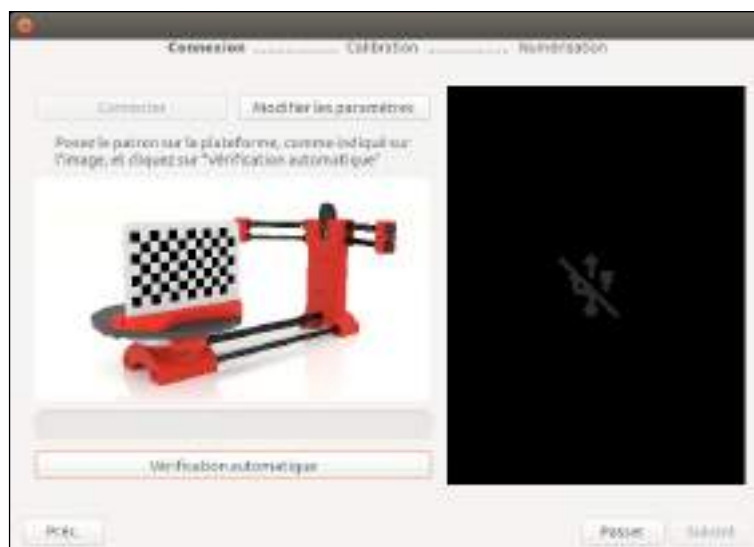 Connexion .................... Calibration .................... Numérisation
Connecter
Modifier les paramètres
Posez le patron sur la plateforme, comme indiqué sur
l'image, et cliquez sur "Vérification automatique"
Vérification automatique
Préc.
Passer
Suivant